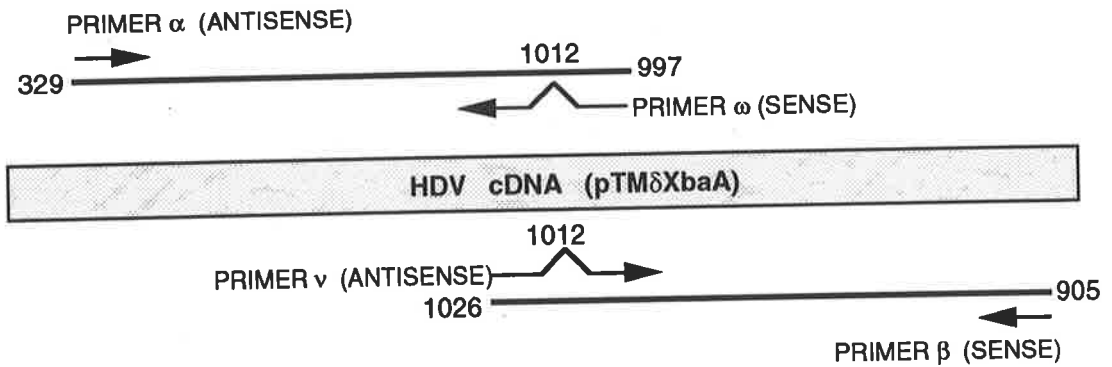 PRIMER α (ANTISENSE)
1012
329
997
PRIMER ω (SENSE)
HDV cDNA (pTMδXbaA)
1012
PRIMER ν (ANTISENSE)
1026
905
PRIMER β (SENSE)